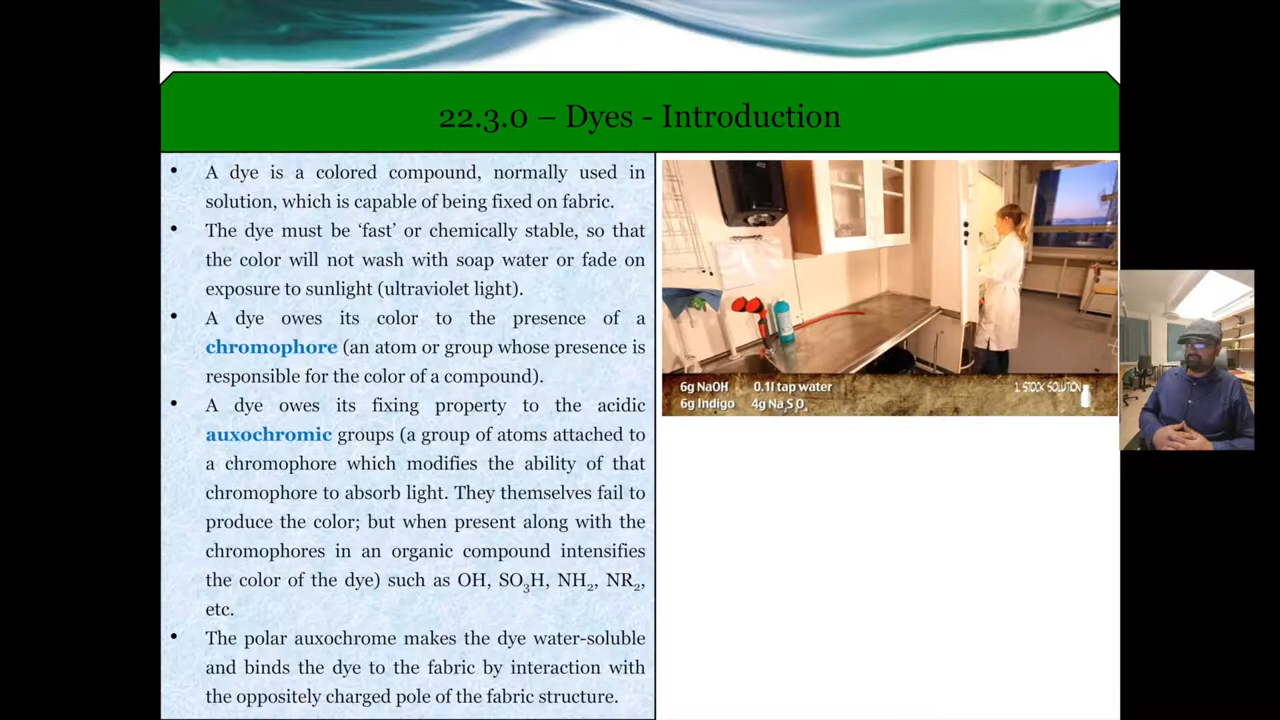 22.3.0 – Dyes - Introduction
• A dye is a colored compound, normally used in
solution, which is capable of being fixed on fabric.
• The dye must be ‘fast’ or chemically stable, so that
the color will not wash with soap water or fade on
exposure to sunlight (ultraviolet light).
• A dye owes its color to the presence of a
chromophore (an atom or group whose presence is
responsible for the color of a compound).
• A dye owes its fixing property to the acidic
auxochromic groups (a group of atoms attached to
a chromophore which modifies the ability of that
chromophore to absorb light. They themselves fail to
produce the color; but when present along with the
chromophores in an organic compound intensifies
the color of the dye) such as OH, SO₃H, NH₂, NR₂,
etc.
• The polar auxochrome makes the dye water-soluble
and binds the dye to the fabric by interaction with
the oppositely charged pole of the fabric structure.
6g NaOH 0.1l tap water
6g Indigo 4g Na₂S₂O₄
1. STOCK SOLUTION